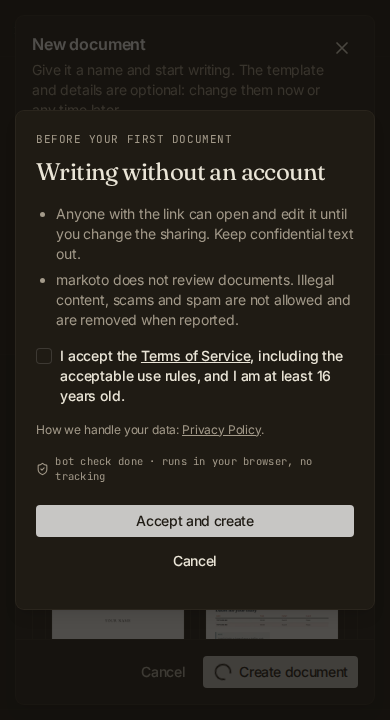 New document
Give it a name and start writing. The template
and details are optional: change them now or
any time later.
BEFORE YOUR FIRST DOCUMENT
Writing without an account
• Anyone with the link can open and edit it until
you change the sharing. Keep confidential text
out.
• markoto does not review documents. Illegal
content, scams and spam are not allowed and
are removed when reported.
I accept the Terms of Service, including the
acceptable use rules, and I am at least 16
years old.
How we handle your data: Privacy Policy.
bot check done · runs in your browser, no
tracking
Accept and create
Cancel
Cancel
Create document